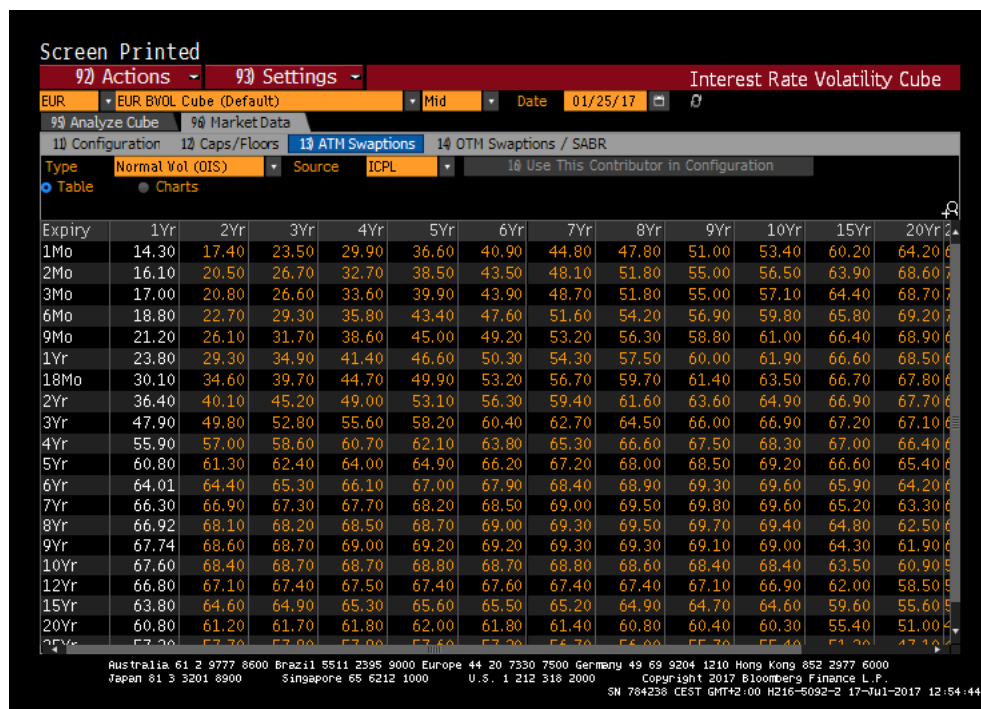 Screen Printed
92) Actions 93) Settings Interest Rate Volatility Cube
EUR EUR BVOL Cube (Default) Mid Date 01/25/17
95) Analyze Cube 96) Market Data
11) Configuration 12) Caps/Floors 13) ATM Swaptions 14) OTM Swaptions / SABR
Type Normal Vol (OIS) Source ICPL 16) Use This Contributor in Configuration
Table Charts
Expiry 1Yr 2Yr 3Yr 4Yr 5Yr 6Yr 7Yr 8Yr 9Yr 10Yr 15Yr 20Yr
1Mo 14.30 17.40 23.50 29.90 36.60 40.90 44.80 47.80 51.00 53.40 60.20 64.20
2Mo 16.10 20.50 26.70 32.70 38.50 43.50 48.10 51.80 55.00 56.50 63.90 68.60
3Mo 17.00 20.80 26.60 33.60 39.90 43.90 48.70 51.80 55.00 57.10 64.40 68.70
6Mo 18.80 22.70 29.30 35.80 43.40 47.60 51.60 54.20 56.90 59.80 65.80 69.20
9Mo 21.20 26.10 31.70 38.60 45.00 49.20 53.20 56.30 58.80 61.00 66.40 68.90
1Yr 23.80 29.30 34.90 41.40 46.60 50.30 54.30 57.50 60.00 61.90 66.60 68.50
18Mo 30.10 34.60 39.70 44.70 49.90 53.20 56.70 59.70 61.40 63.50 66.70 67.80
2Yr 36.40 40.10 45.20 49.00 53.10 56.30 59.40 61.60 63.60 64.90 66.90 67.70
3Yr 47.90 49.80 52.80 55.60 58.20 60.40 62.70 64.50 66.00 66.90 67.20 67.10
4Yr 55.90 57.00 58.60 60.70 62.10 63.80 65.30 66.60 67.50 68.30 67.00 66.40
5Yr 60.80 61.30 62.40 64.00 64.90 66.20 67.20 68.00 68.50 69.20 66.60 65.40
6Yr 64.01 64.40 65.30 66.10 67.00 67.90 68.40 68.90 69.30 69.60 65.90 64.20
7Yr 66.30 66.90 67.30 67.70 68.20 68.50 69.00 69.50 69.80 69.60 65.20 63.30
8Yr 66.92 68.10 68.20 68.50 68.70 69.00 69.30 69.50 69.70 69.40 64.80 62.50
9Yr 67.74 68.60 68.70 69.00 69.20 69.20 69.30 69.30 69.10 69.00 64.30 61.90
10Yr 67.60 68.40 68.70 68.70 68.80 68.70 68.80 68.60 68.40 68.40 63.50 60.90
12Yr 66.80 67.10 67.40 67.50 67.40 67.60 67.40 67.40 67.10 66.90 62.00 58.50
15Yr 63.80 64.60 64.90 65.30 65.60 65.50 65.20 64.90 64.70 64.60 59.60 55.60
20Yr 60.80 61.20 61.70 61.80 62.00 61.80 61.40 60.80 60.40 60.30 55.40 51.00
Australia 61 2 9777 8600 Brazil 5511 2395 9000 Europe 44 20 7330 7500 Germany 49 69 9204 1210 Hong Kong 852 2977 6000
Japan 81 3 3201 8900 Singapore 65 6212 1000 U.S. 1 212 318 2000 Copyright 2017 Bloomberg Finance L.P.
SN 784238 CEST GMT+2:00 H216-5092-2 17-Jul-2017 12:54:44